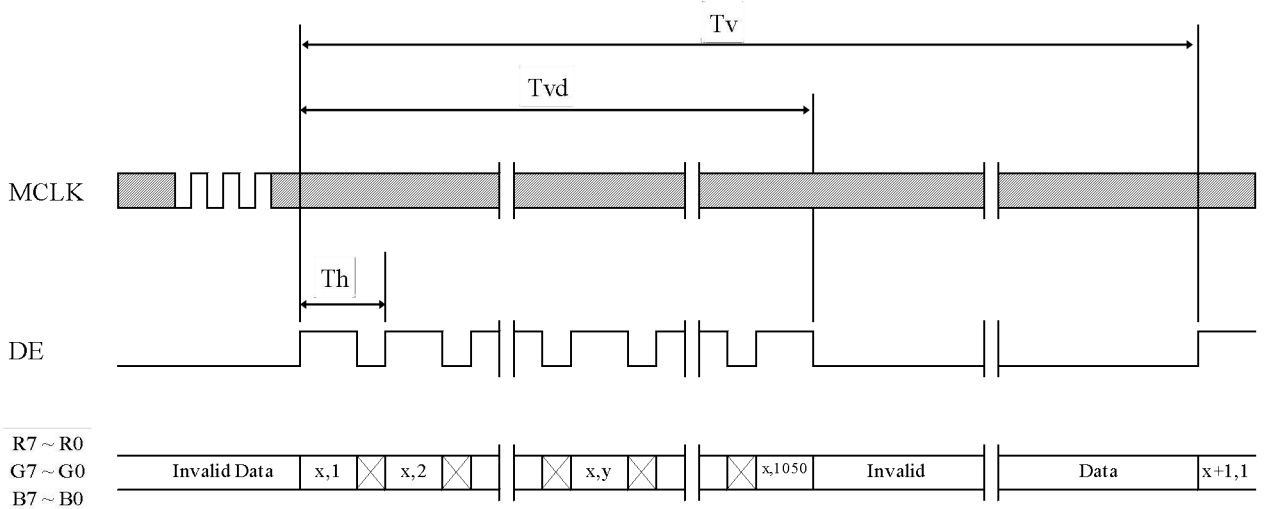 Tv
Tvd
MCLK
Th
DE
R7 ~ R0
G7 ~ G0
B7 ~ B0
Invalid Data x,1 x,2 x,y x,1050 Invalid Data x+1,1